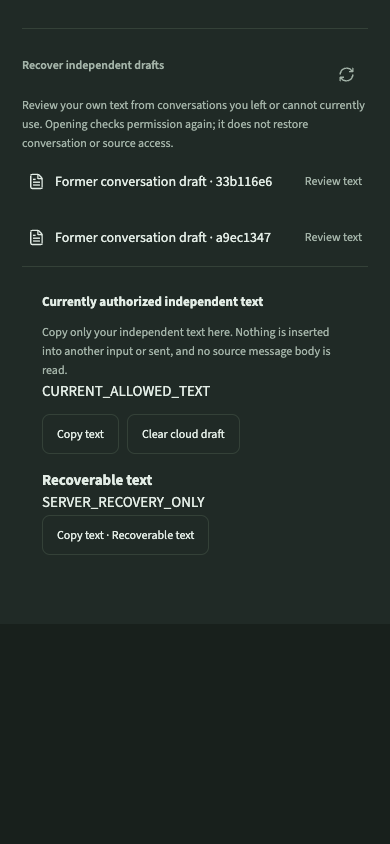 Recover independent drafts
Review your own text from conversations you left or cannot currently
use. Opening checks permission again; it does not restore
conversation or source access.
Former conversation draft · 33b116e6 Review text
Former conversation draft · a9ec1347 Review text
Currently authorized independent text
Copy only your independent text here. Nothing is inserted
into another input or sent, and no source message body is
read.
CURRENT_ALLOWED_TEXT
Copy text Clear cloud draft
Recoverable text
SERVER_RECOVERY_ONLY
Copy text · Recoverable text